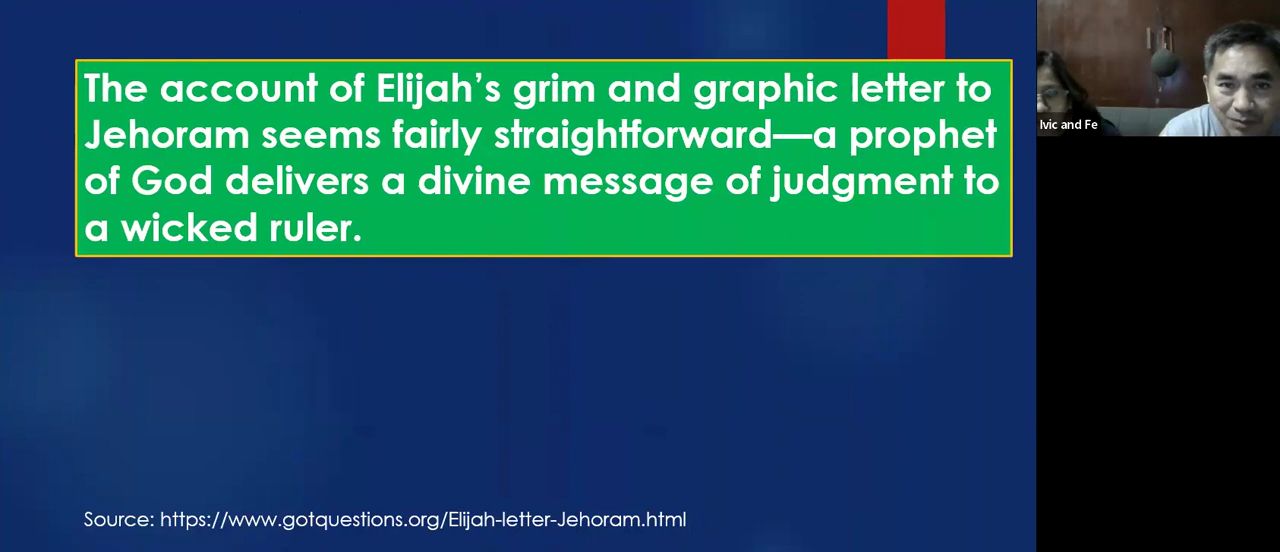 The account of Elijah’s grim and graphic letter to
Jehoram seems fairly straightforward—a prophet
of God delivers a divine message of judgment to
a wicked ruler.
Ivic and Fe
Source: https://www.gotquestions.org/Elijah-letter-Jehoram.html